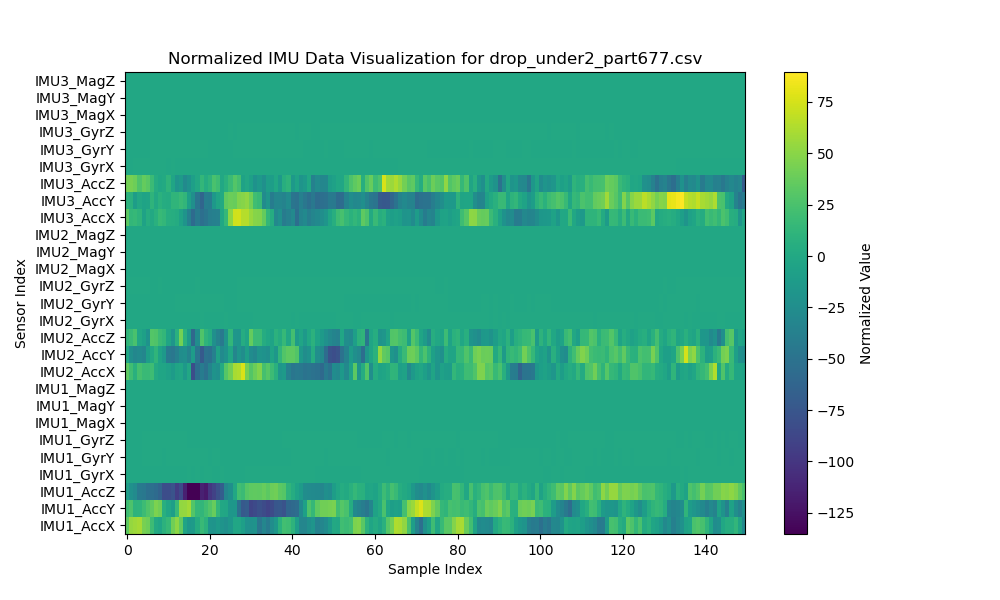 Normalized IMU Data Visualization for drop_under2_part677.csv
IMU3_MagZ
IMU3_MagY
IMU3_MagX
IMU3_GyrZ
IMU3_GyrY
IMU3_GyrX
IMU3_AccZ
IMU3_AccY
IMU3_AccX
IMU2_MagZ
IMU2_MagY
IMU2_MagX
IMU2_GyrZ
IMU2_GyrY
IMU2_GyrX
IMU2_AccZ
IMU2_AccY
IMU2_AccX
IMU1_MagZ
IMU1_MagY
IMU1_MagX
IMU1_GyrZ
IMU1_GyrY
IMU1_GyrX
IMU1_AccZ
IMU1_AccY
IMU1_AccX
Sensor Index
0 20 40 60 80 100 120 140
Sample Index
75
50
25
0
−25
−50
−75
−100
−125
Normalized Value